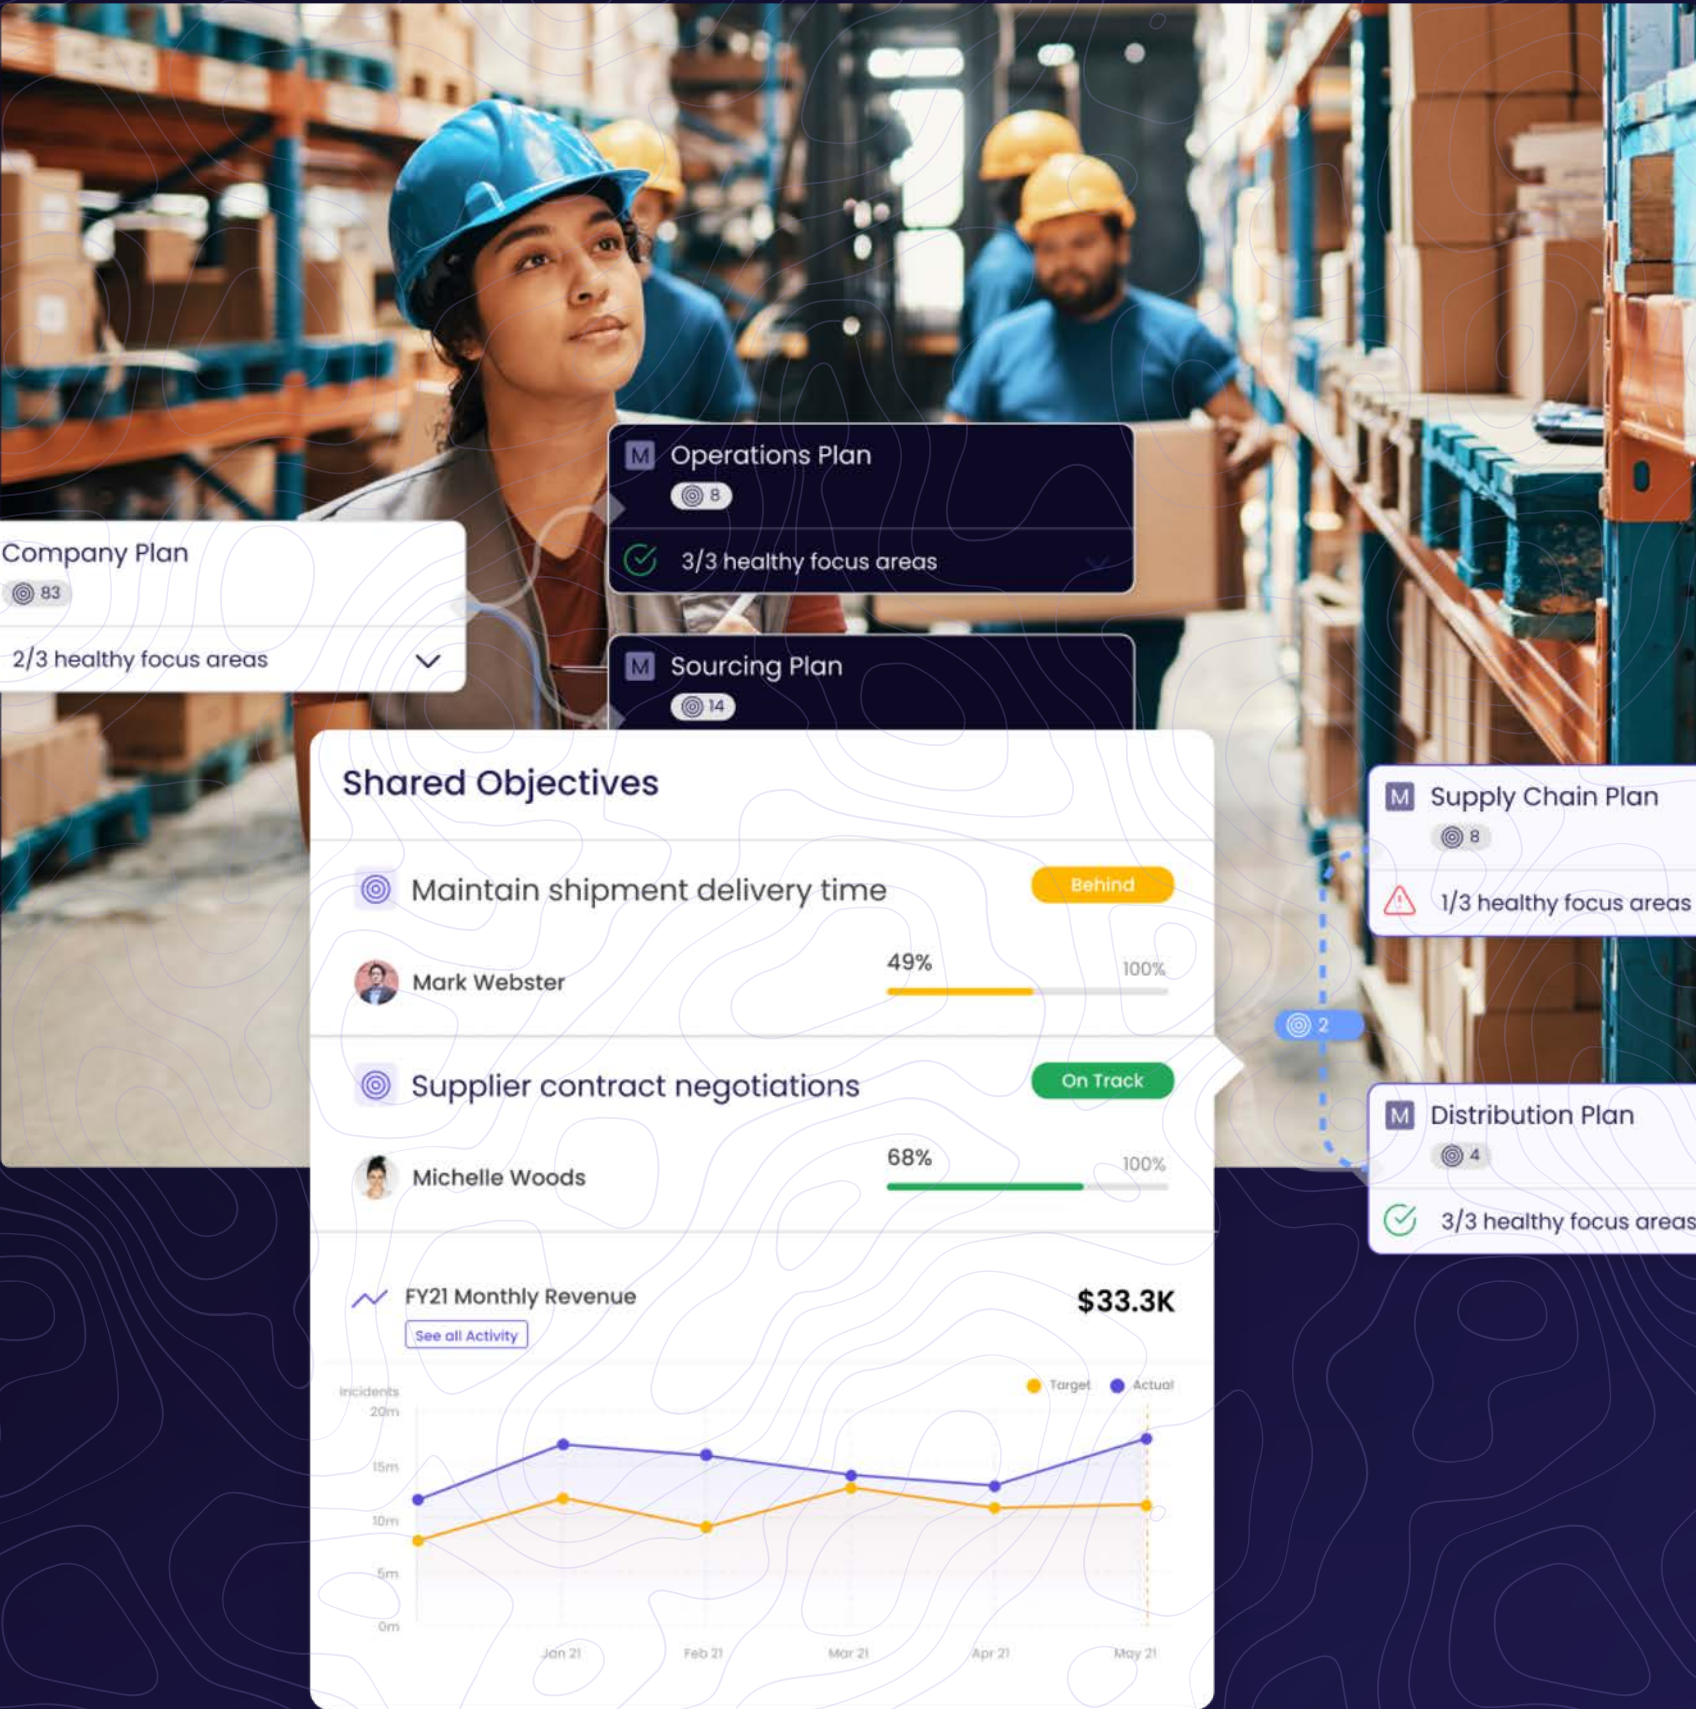 Company Plan
83
2/3 healthy focus areas
M Operations Plan
8
3/3 healthy focus areas
M Sourcing Plan
14
Shared Objectives
Maintain shipment delivery time
Behind
Mark Webster
49%
100%
Supplier contract negotiations
On Track
Michelle Woods
68%
100%
FY21 Monthly Revenue
$33.3K
See all Activity
Target
Actual
Incidents
20m
15m
10m
5m
0m
Jan 21
Feb 21
Mar 21
Apr 21
May 21
M Supply Chain Plan
8
1/3 healthy focus areas
2
M Distribution Plan
4
3/3 healthy focus areas